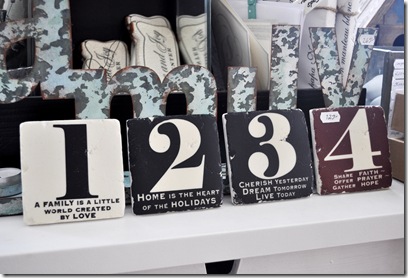 1
A FAMILY IS A LITTLE
WORLD CREATED
BY LOVE
2
HOME IS THE HEART
OF THE HOLIDAYS
3
CHERISH YESTERDAY
DREAM TOMORROW
LIVE TODAY
4
SHARE FAITH~
OFFER PRAYER~
GATHER HOPE